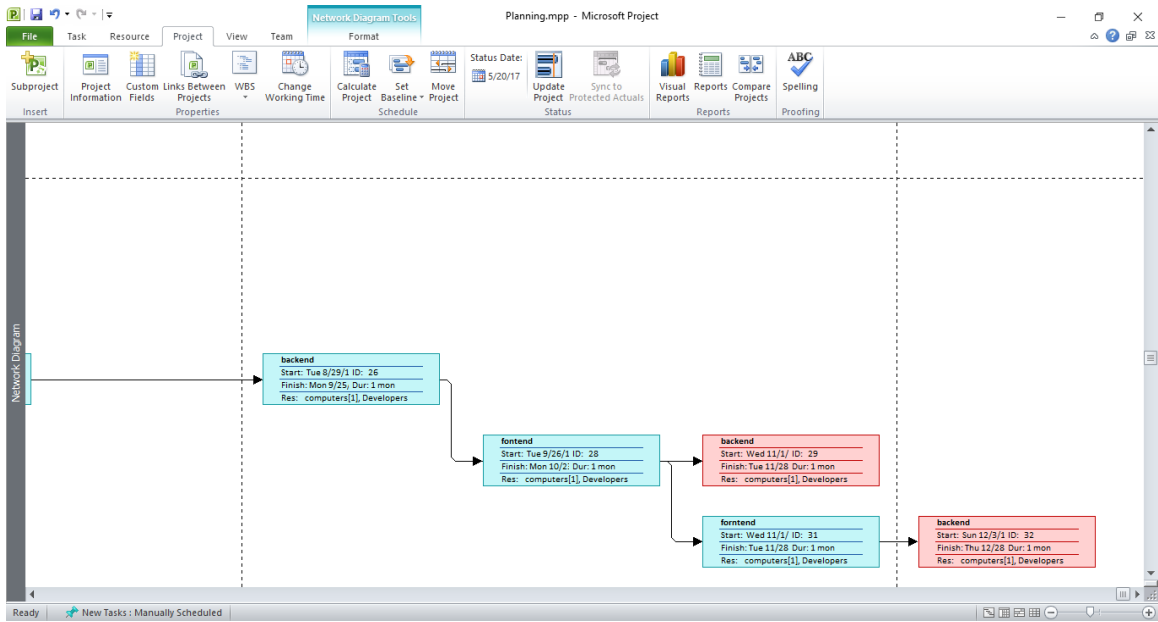 Network Diagram Tools
Planning.mpp - Microsoft Project
File Task Resource Project View Team Format
Status Date:
5/20/17
Subproject
Project Information
Custom Fields
Links Between Projects
WBS
Change Working Time
Calculate Project
Set Baseline
Move Project
Update Project
Sync to Protected Actuals
Visual Reports
Reports
Compare Projects
ABC
Spelling
Insert Properties Schedule Status Reports Proofing
Network Diagram
backend
Start: Tue 8/29/1 ID: 26
Finish: Mon 9/25, Dur: 1 mon
Res: computers[1], Developers
fontend
Start: Tue 9/26/1 ID: 28
Finish: Mon 10/2: Dur: 1 mon
Res: computers[1], Developers
backend
Start: Wed 11/1/ ID: 29
Finish: Tue 11/28 Dur: 1 mon
Res: computers[1], Developers
forntend
Start: Wed 11/1/ ID: 31
Finish: Tue 11/28 Dur: 1 mon
Res: computers[1], Developers
backend
Start: Sun 12/3/1 ID: 32
Finish: Thu 12/28 Dur: 1 mon
Res: computers[1], Developers
Ready New Tasks : Manually Scheduled